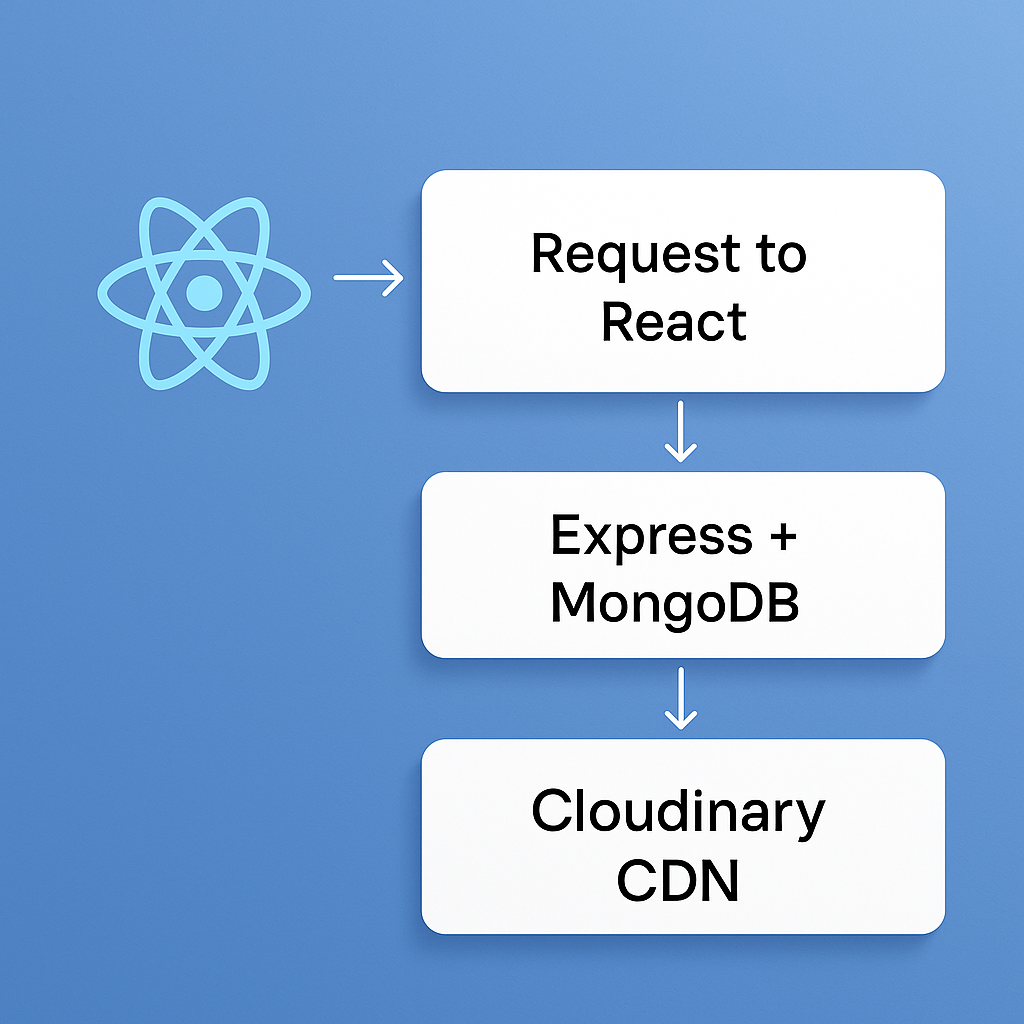 Request to
React
Express +
MongoDB
Cloudinary
CDN